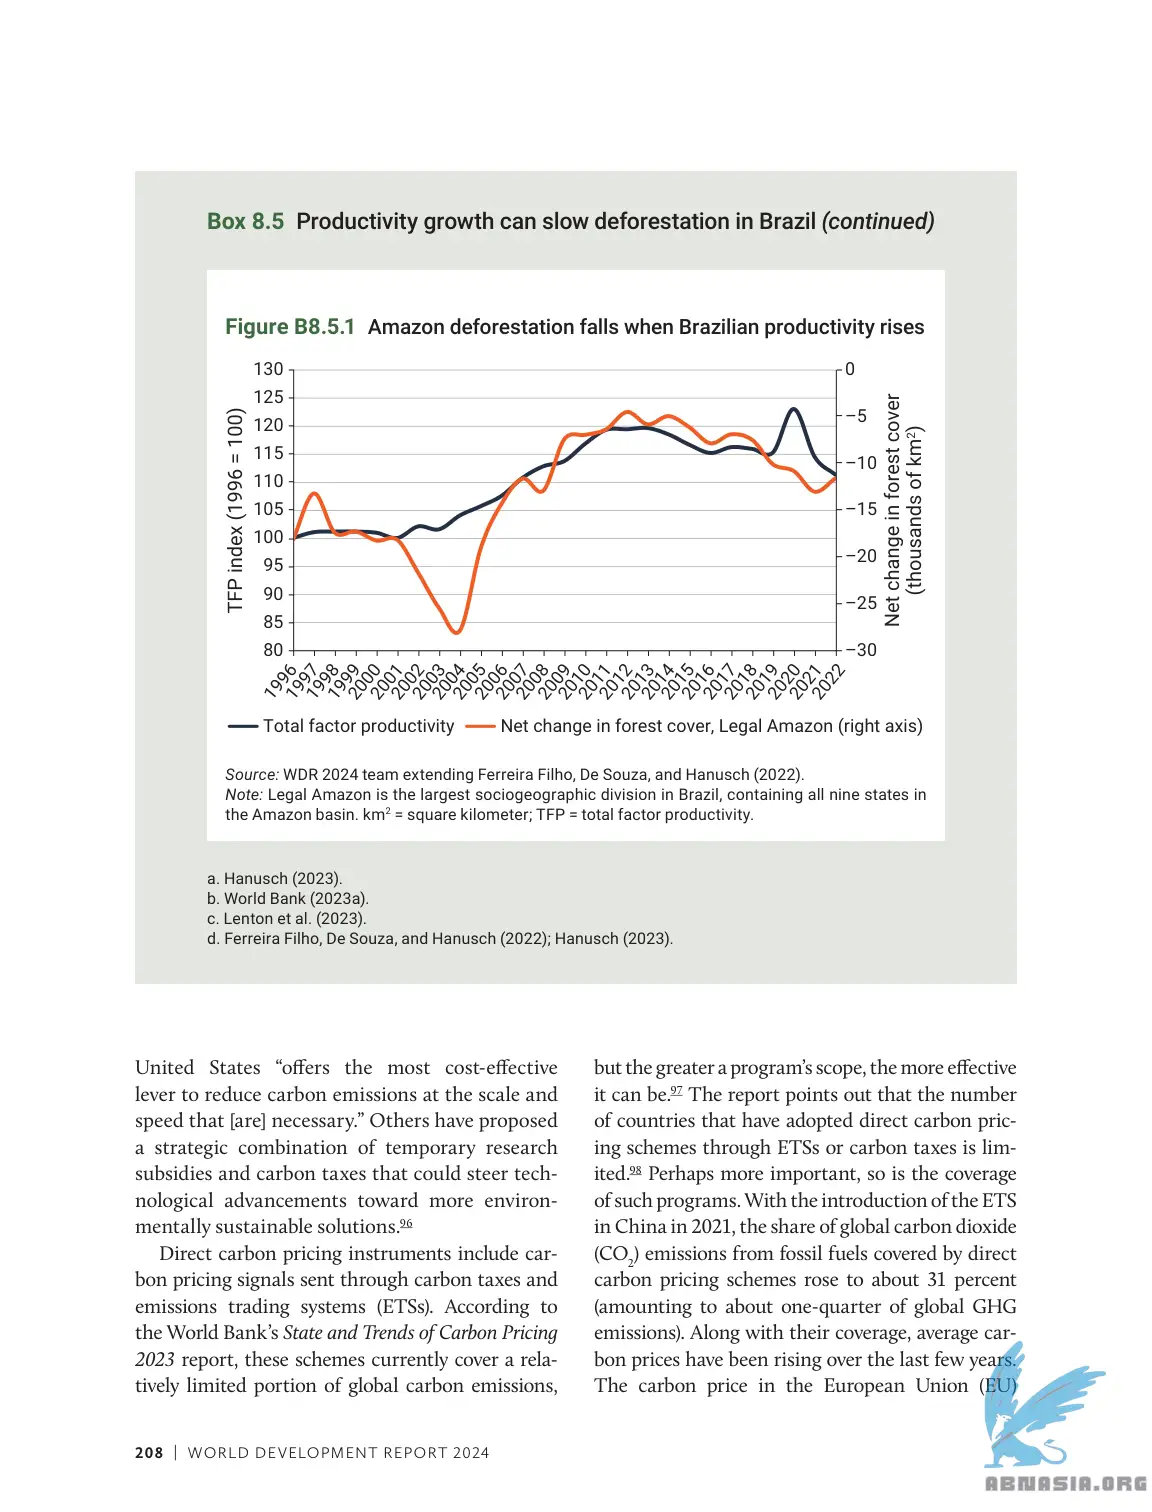 Box 8.5 Productivity growth can slow deforestation in Brazil (continued)
Figure B8.5.1 Amazon deforestation falls when Brazilian productivity rises
TFP index (1996 = 100)
130
125
120
115
110
105
100
95
90
85
80
0
−5
−10
−15
−20
−25
−30
Net change in forest cover
(thousands of km²)
1996
1997
1998
1999
2000
2001
2002
2003
2004
2005
2006
2007
2008
2009
2010
2011
2012
2013
2014
2015
2016
2017
2018
2019
2020
2021
2022
Total factor productivity
Net change in forest cover, Legal Amazon (right axis)
Source: WDR 2024 team extending Ferreira Filho, De Souza, and Hanusch (2022).
Note: Legal Amazon is the largest sociogeographic division in Brazil, containing all nine states in
the Amazon basin. km² = square kilometer; TFP = total factor productivity.
a. Hanusch (2023).
b. World Bank (2023a).
c. Lenton et al. (2023).
d. Ferreira Filho, De Souza, and Hanusch (2022); Hanusch (2023).
United States “offers the most cost-effective
lever to reduce carbon emissions at the scale and
speed that [are] necessary.” Others have proposed
a strategic combination of temporary research
subsidies and carbon taxes that could steer tech-
nological advancements toward more environ-
mentally sustainable solutions.96
Direct carbon pricing instruments include car-
bon pricing signals sent through carbon taxes and
emissions trading systems (ETSs). According to
the World Bank’s State and Trends of Carbon Pricing
2023 report, these schemes currently cover a rela-
tively limited portion of global carbon emissions,
but the greater a program’s scope, the more effective
it can be.97 The report points out that the number
of countries that have adopted direct carbon pric-
ing schemes through ETSs or carbon taxes is lim-
ited.98 Perhaps more important, so is the coverage
of such programs. With the introduction of the ETS
in China in 2021, the share of global carbon dioxide
(CO₂) emissions from fossil fuels covered by direct
carbon pricing schemes rose to about 31 percent
(amounting to about one-quarter of global GHG
emissions). Along with their coverage, average car-
bon prices have been rising over the last few years.
The carbon price in the European Union (EU)
208 | WORLD DEVELOPMENT REPORT 2024
ABNASIA.ORG